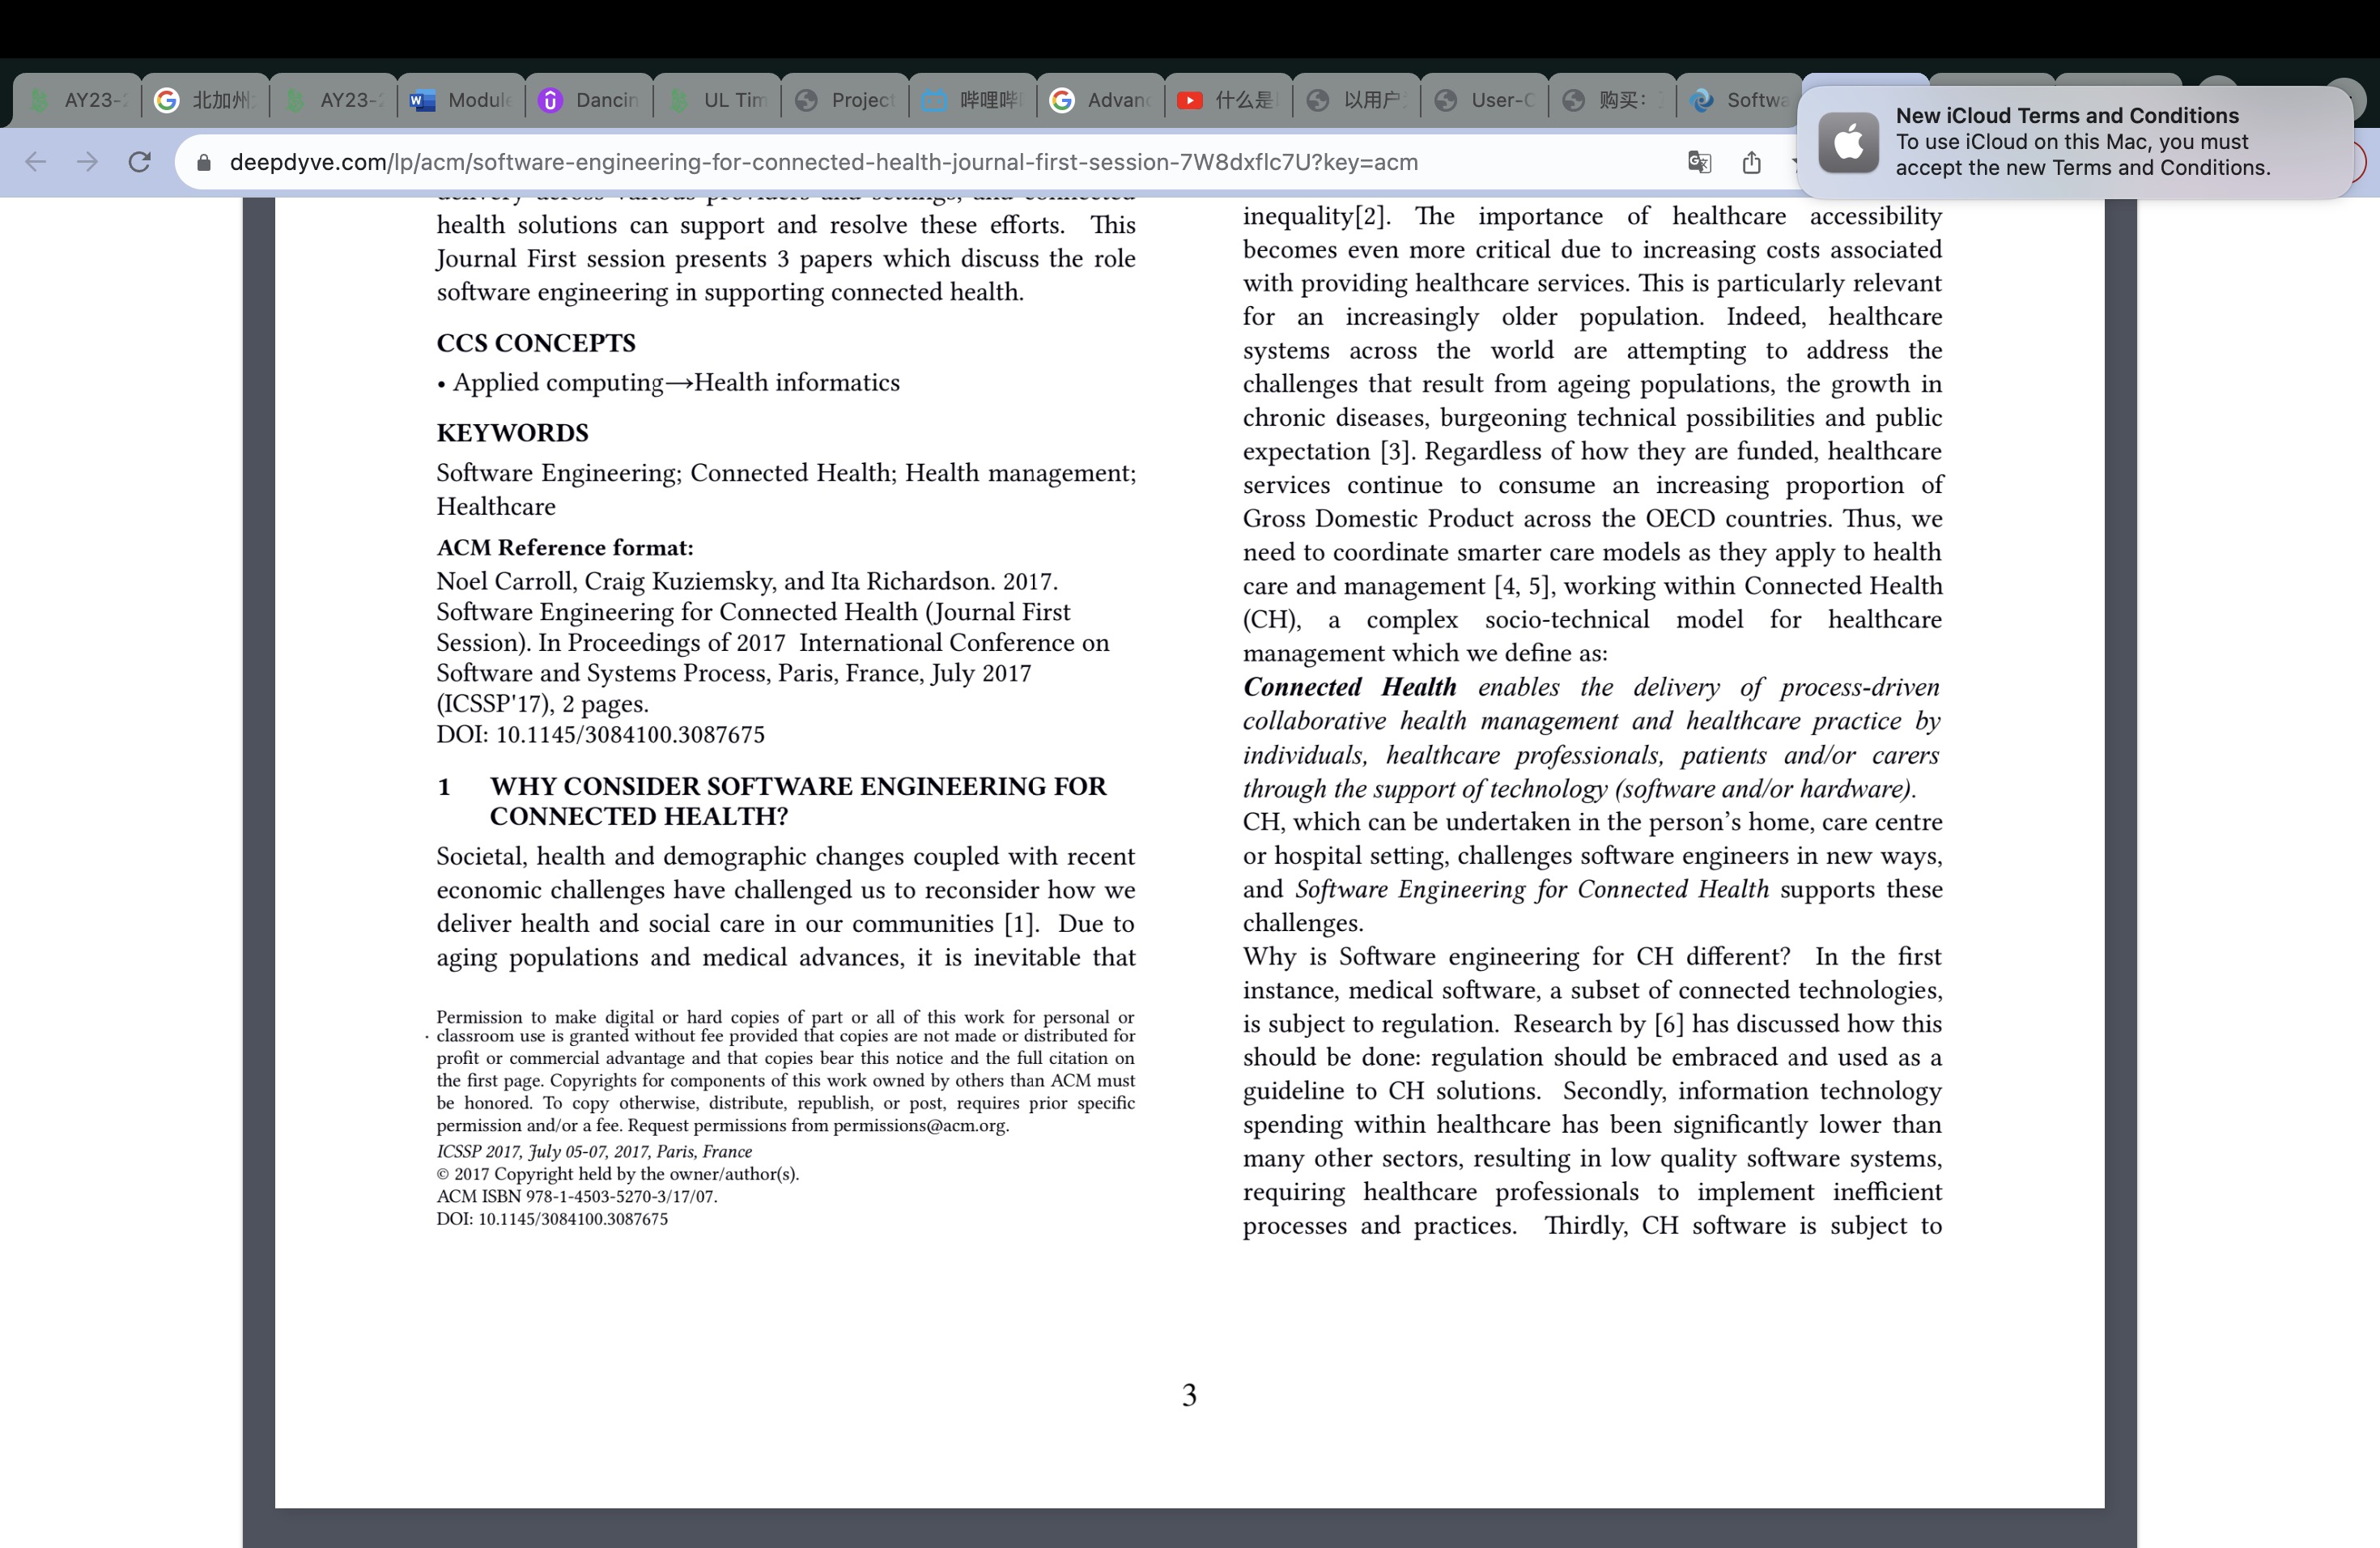 AY23-
北加州
AY23-
Module
Dancin
UL Tim
Project
哔哩哔
Advanc
什么是
以用户
User-C
购买：
Softwa
New iCloud Terms and Conditions
To use iCloud on this Mac, you must
accept the new Terms and Conditions.
deepdyve.com/lp/acm/software-engineering-for-connected-health-journal-first-session-7W8dxflc7U?key=acm
delivery across various providers and settings, and connected
health solutions can support and resolve these efforts. This
Journal First session presents 3 papers which discuss the role
software engineering in supporting connected health.
CCS CONCEPTS
• Applied computing→Health informatics
KEYWORDS
Software Engineering; Connected Health; Health management;
Healthcare
ACM Reference format:
Noel Carroll, Craig Kuziemsky, and Ita Richardson. 2017.
Software Engineering for Connected Health (Journal First
Session). In Proceedings of 2017 International Conference on
Software and Systems Process, Paris, France, July 2017
(ICSSP'17), 2 pages.
DOI: 10.1145/3084100.3087675
1 WHY CONSIDER SOFTWARE ENGINEERING FOR
CONNECTED HEALTH?
Societal, health and demographic changes coupled with recent
economic challenges have challenged us to reconsider how we
deliver health and social care in our communities [1]. Due to
aging populations and medical advances, it is inevitable that
Permission to make digital or hard copies of part or all of this work for personal or
classroom use is granted without fee provided that copies are not made or distributed for
profit or commercial advantage and that copies bear this notice and the full citation on
the first page. Copyrights for components of this work owned by others than ACM must
be honored. To copy otherwise, distribute, republish, or post, requires prior specific
permission and/or a fee. Request permissions from permissions@acm.org.
ICSSP 2017, July 05-07, 2017, Paris, France
© 2017 Copyright held by the owner/author(s).
ACM ISBN 978-1-4503-5270-3/17/07.
DOI: 10.1145/3084100.3087675
inequality[2]. The importance of healthcare accessibility
becomes even more critical due to increasing costs associated
with providing healthcare services. This is particularly relevant
for an increasingly older population. Indeed, healthcare
systems across the world are attempting to address the
challenges that result from ageing populations, the growth in
chronic diseases, burgeoning technical possibilities and public
expectation [3]. Regardless of how they are funded, healthcare
services continue to consume an increasing proportion of
Gross Domestic Product across the OECD countries. Thus, we
need to coordinate smarter care models as they apply to health
care and management [4, 5], working within Connected Health
(CH), a complex socio-technical model for healthcare
management which we define as:
Connected Health enables the delivery of process-driven
collaborative health management and healthcare practice by
individuals, healthcare professionals, patients and/or carers
through the support of technology (software and/or hardware).
CH, which can be undertaken in the person's home, care centre
or hospital setting, challenges software engineers in new ways,
and Software Engineering for Connected Health supports these
challenges.
Why is Software engineering for CH different? In the first
instance, medical software, a subset of connected technologies,
is subject to regulation. Research by [6] has discussed how this
should be done: regulation should be embraced and used as a
guideline to CH solutions. Secondly, information technology
spending within healthcare has been significantly lower than
many other sectors, resulting in low quality software systems,
requiring healthcare professionals to implement inefficient
processes and practices. Thirdly, CH software is subject to
3